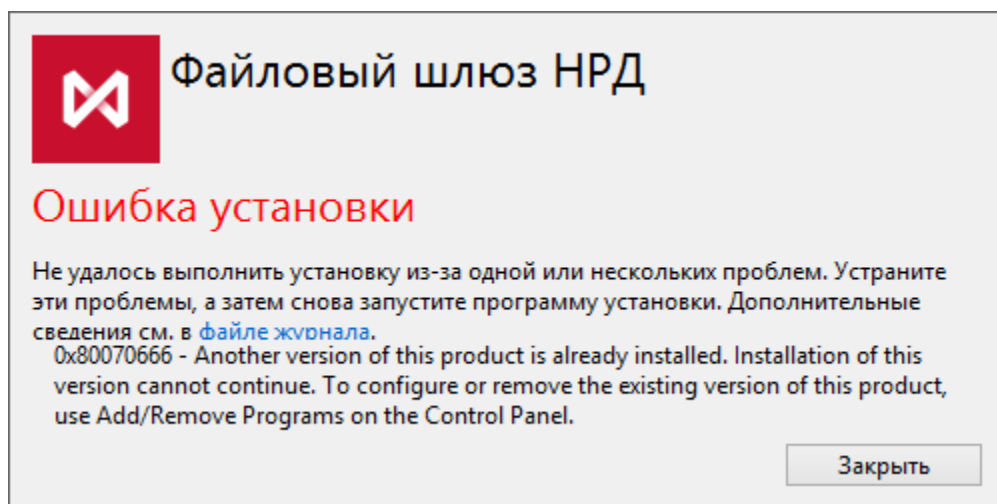 Файловый шлюз НРД
Ошибка установки
Не удалось выполнить установку из-за одной или нескольких проблем. Устраните
эти проблемы, а затем снова запустите программу установки. Дополнительные
сведения см. в файле журнала.
0x80070666 - Another version of this product is already installed. Installation of this
version cannot continue. To configure or remove the existing version of this product,
use Add/Remove Programs on the Control Panel.
Закрыть